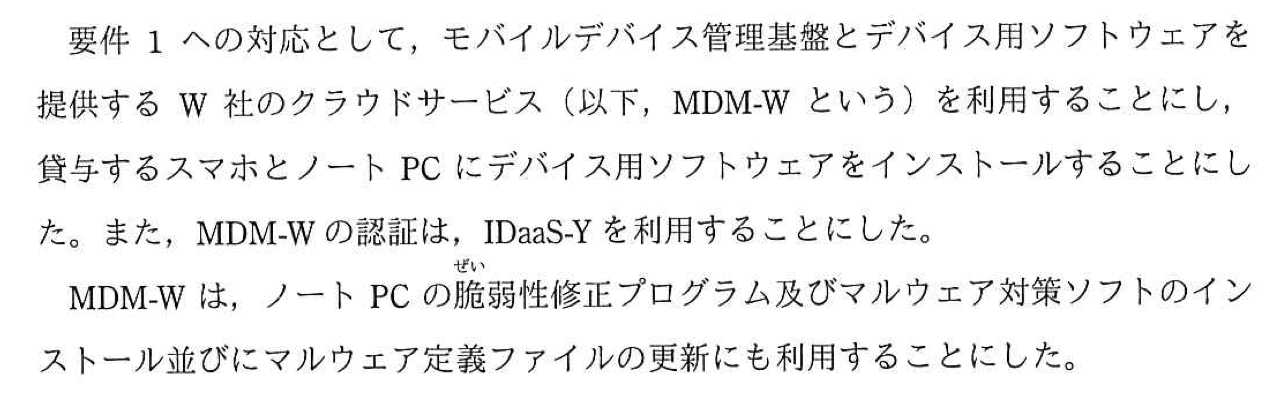 要件 1 への対応として，モバイルデバイス管理基盤とデバイス用ソフトウェアを
提供する W 社のクラウドサービス（以下，MDM-W という）を利用することにし，
貸与するスマホとノート PC にデバイス用ソフトウェアをインストールすることにし
た。また，MDM-W の認証は，IDaaS-Y を利用することにした。
ぜい
MDM-W は，ノート PC の脆弱性修正プログラム及びマルウェア対策ソフトのイン
ストール並びにマルウェア定義ファイルの更新にも利用することにした。